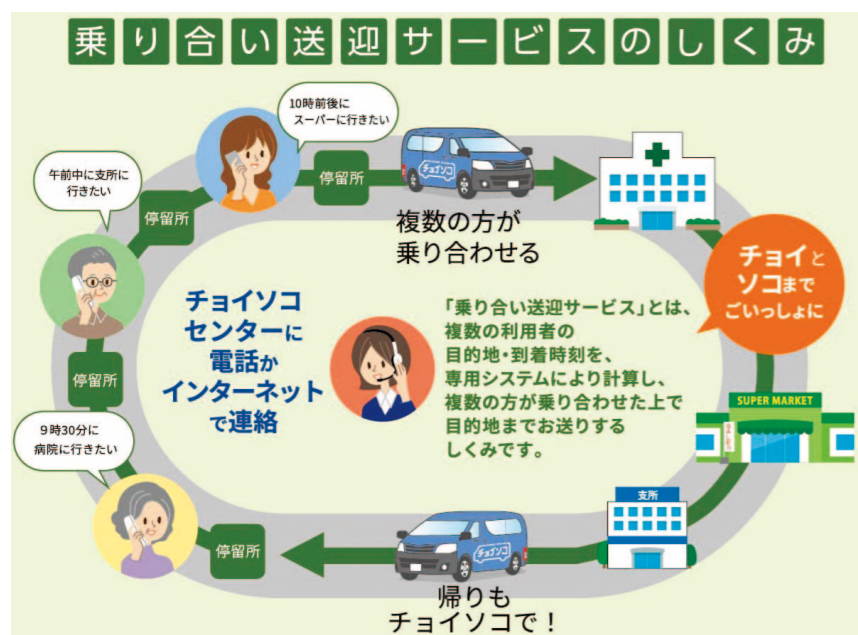 乗り合い送迎サービスのしくみ
10時前後に
スーパーに行きたい
午前中に支所に
行きたい
停留所
停留所
チョイソコ
複数の方が
乗り合わせる
チョイと
ソコまで
ごいっしょに
チョイソコ
センターに
電話か
インターネット
で連絡
「乗り合い送迎サービス」とは、
複数の利用者の
目的地・到着時刻を、
専用システムにより計算し、
複数の方が乗り合わせた上で
目的地までお送りする
しくみです。
停留所
SUPER MARKET
9時30分に
病院に行きたい
支所
停留所
チョイソコ
帰りも
チョイソコで！